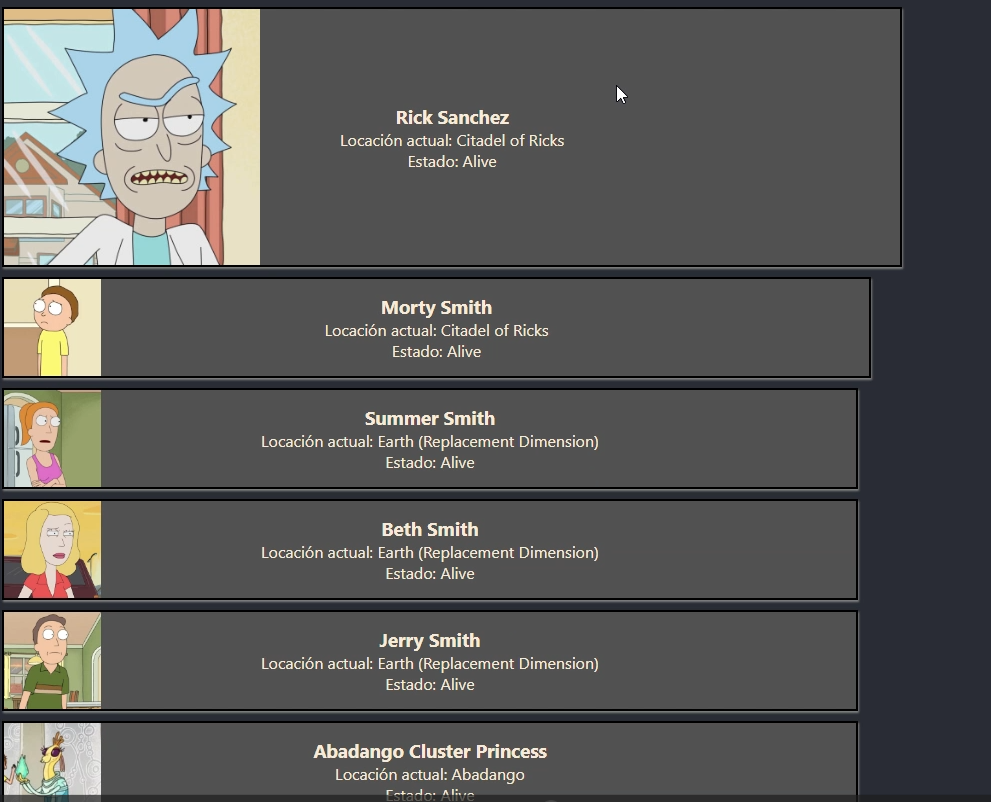 Rick Sanchez
Locación actual: Citadel of Ricks
Estado: Alive
Morty Smith
Locación actual: Citadel of Ricks
Estado: Alive
Summer Smith
Locación actual: Earth (Replacement Dimension)
Estado: Alive
Beth Smith
Locación actual: Earth (Replacement Dimension)
Estado: Alive
Jerry Smith
Locación actual: Earth (Replacement Dimension)
Estado: Alive
Abadango Cluster Princess
Locación actual: Abadango
Estado: Alive